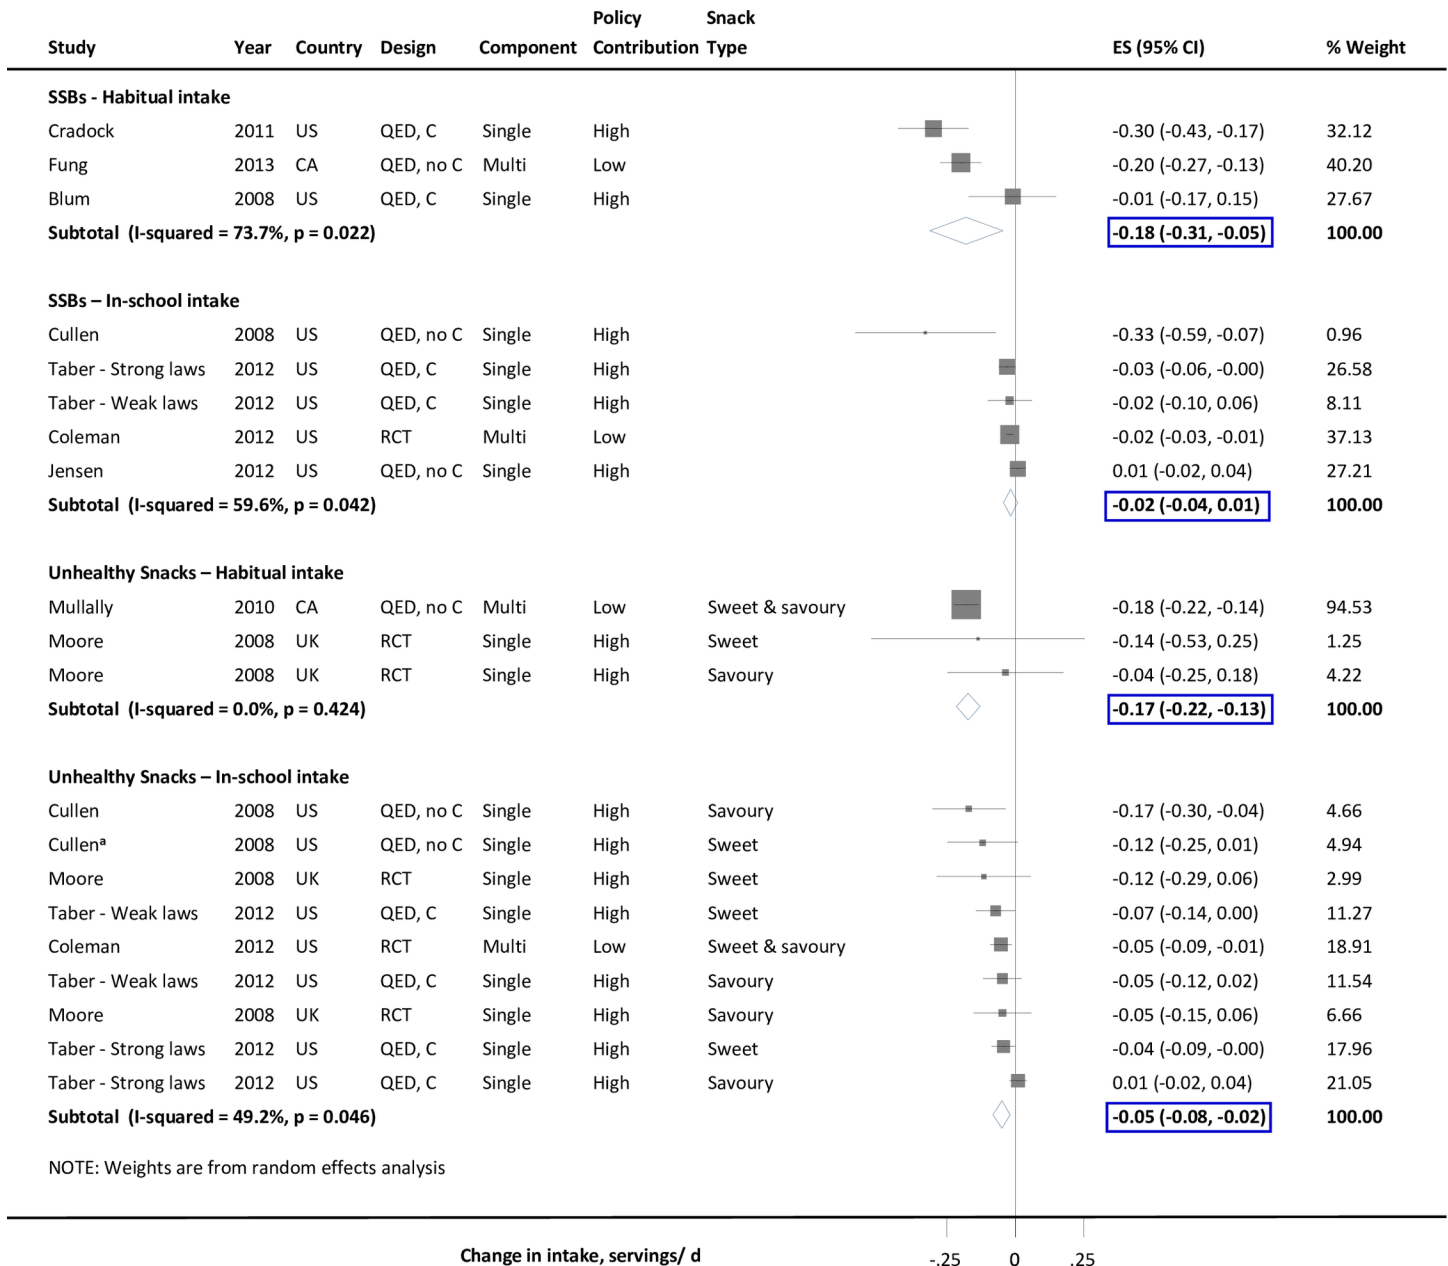 Policy Snack
Study Year Country Design Component Contribution Type ES (95% CI) % Weight
SSBs - Habitual intake
Cradock 2011 US QED, C Single High -0.30 (-0.43, -0.17) 32.12
Fung 2013 CA QED, no C Multi Low -0.20 (-0.27, -0.13) 40.20
Blum 2008 US QED, C Single High -0.01 (-0.17, 0.15) 27.67
Subtotal (I-squared = 73.7%, p = 0.022) -0.18 (-0.31, -0.05) 100.00
SSBs – In-school intake
Cullen 2008 US QED, no C Single High -0.33 (-0.59, -0.07) 0.96
Taber - Strong laws 2012 US QED, C Single High -0.03 (-0.06, -0.00) 26.58
Taber - Weak laws 2012 US QED, C Single High -0.02 (-0.10, 0.06) 8.11
Coleman 2012 US RCT Multi Low -0.02 (-0.03, -0.01) 37.13
Jensen 2012 US QED, no C Single High 0.01 (-0.02, 0.04) 27.21
Subtotal (I-squared = 59.6%, p = 0.042) -0.02 (-0.04, 0.01) 100.00
Unhealthy Snacks – Habitual intake
Mullally 2010 CA QED, no C Multi Low Sweet & savoury -0.18 (-0.22, -0.14) 94.53
Moore 2008 UK RCT Single High Sweet -0.14 (-0.53, 0.25) 1.25
Moore 2008 UK RCT Single High Savoury -0.04 (-0.25, 0.18) 4.22
Subtotal (I-squared = 0.0%, p = 0.424) -0.17 (-0.22, -0.13) 100.00
Unhealthy Snacks – In-school intake
Cullen 2008 US QED, no C Single High Savoury -0.17 (-0.30, -0.04) 4.66
Cullenª 2008 US QED, no C Single High Sweet -0.12 (-0.25, 0.01) 4.94
Moore 2008 UK RCT Single High Sweet -0.12 (-0.29, 0.06) 2.99
Taber - Weak laws 2012 US QED, C Single High Sweet -0.07 (-0.14, 0.00) 11.27
Coleman 2012 US RCT Multi Low Sweet & savoury -0.05 (-0.09, -0.01) 18.91
Taber - Weak laws 2012 US QED, C Single High Savoury -0.05 (-0.12, 0.02) 11.54
Moore 2008 UK RCT Single High Savoury -0.05 (-0.15, 0.06) 6.66
Taber - Strong laws 2012 US QED, C Single High Sweet -0.04 (-0.09, -0.00) 17.96
Taber - Strong laws 2012 US QED, C Single High Savoury 0.01 (-0.02, 0.04) 21.05
Subtotal (I-squared = 49.2%, p = 0.046) -0.05 (-0.08, -0.02) 100.00
NOTE: Weights are from random effects analysis
Change in intake, servings/ d -.25 0 .25